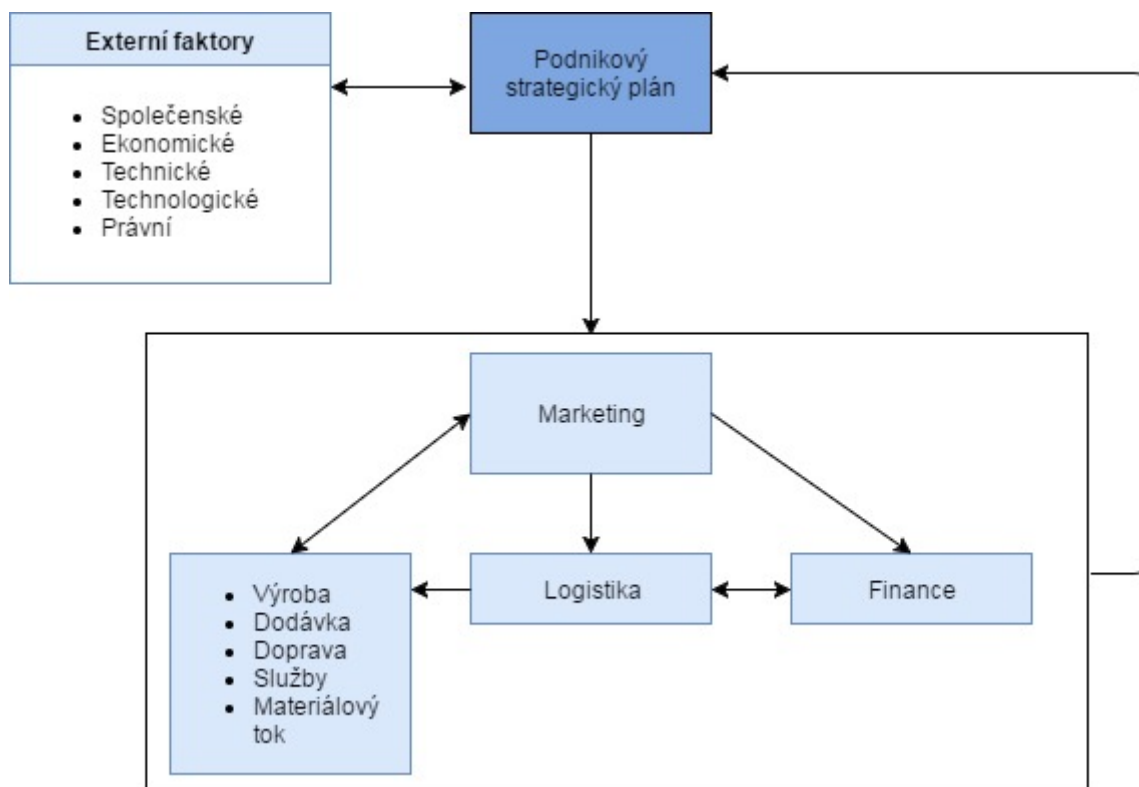 Externí faktory
Společenské
Ekonomické
Technické
Technologické
Právní
Podnikový
strategický plán
Marketing
Výroba
Dodávka
Doprava
Služby
Materiálový
tok
Logistika
Finance